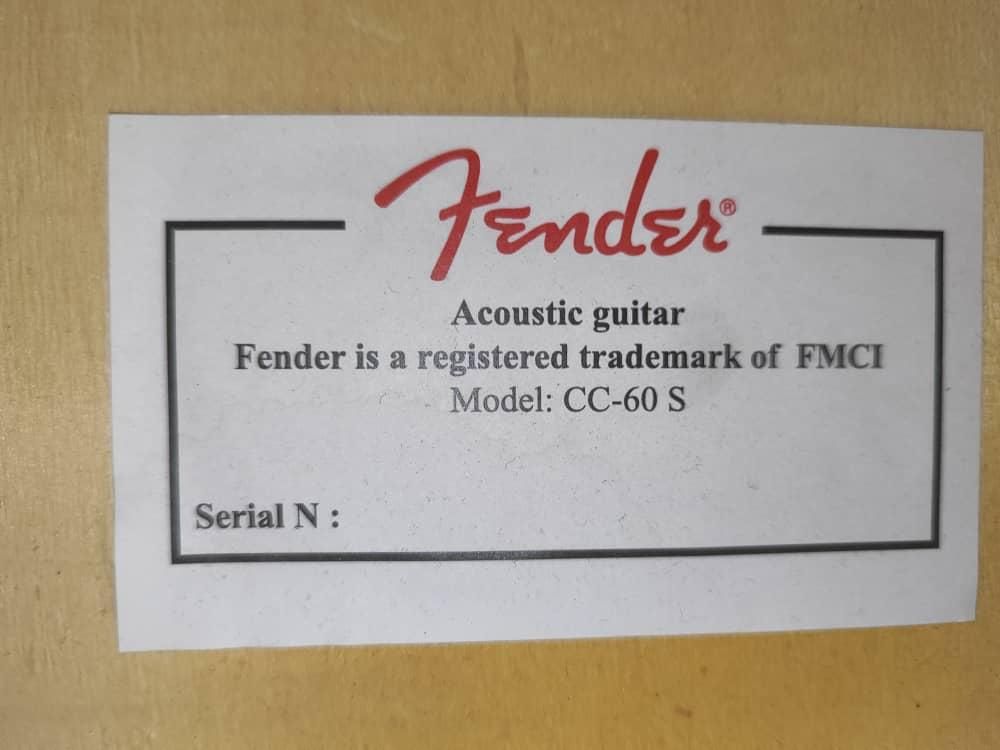 Fender®
Acoustic guitar
Fender is a registered trademark of FMCI
Model: CC-60 S
Serial N :